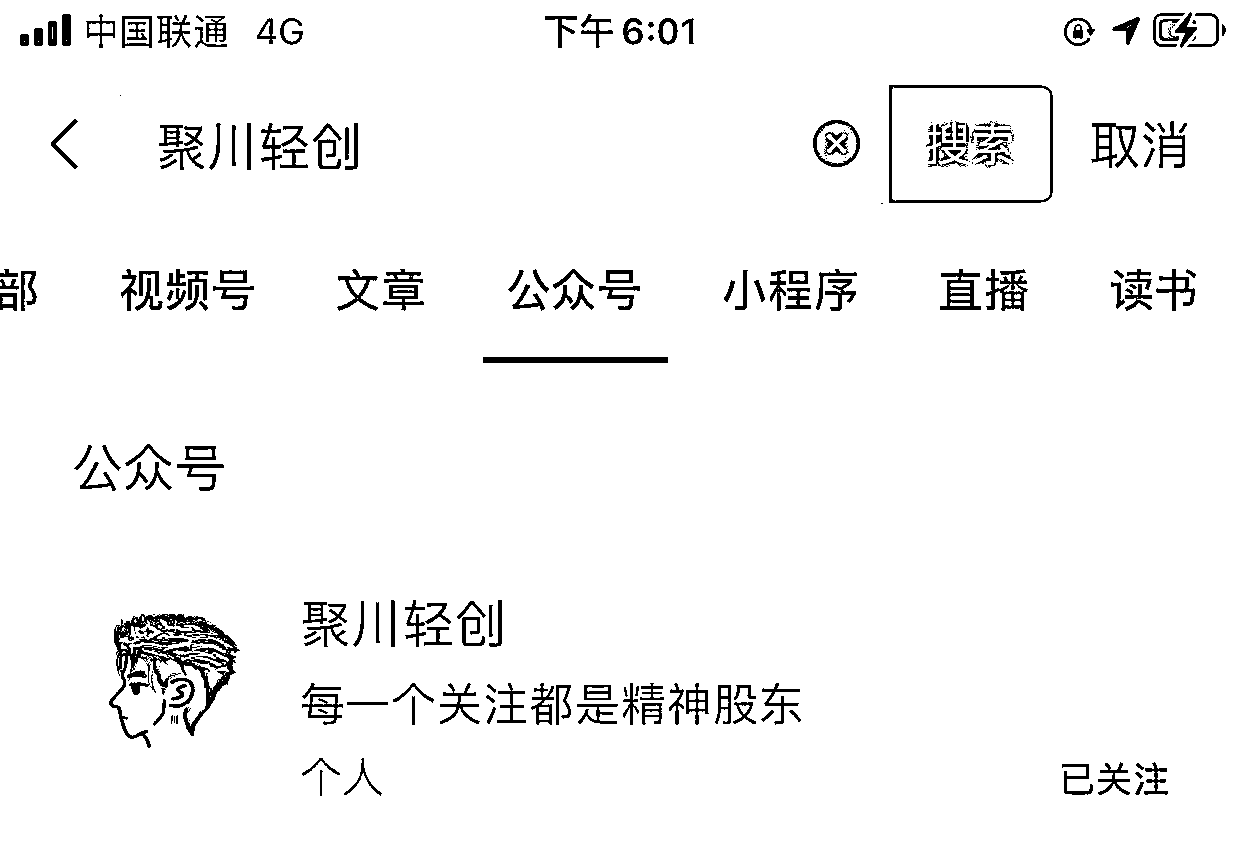 中国联通 4G 下午6:01
聚川轻创 搜索 取消
部 视频号 文章 公众号 小程序 直播 读书
公众号
聚川轻创
每一个关注都是精神股东
个人 已关注